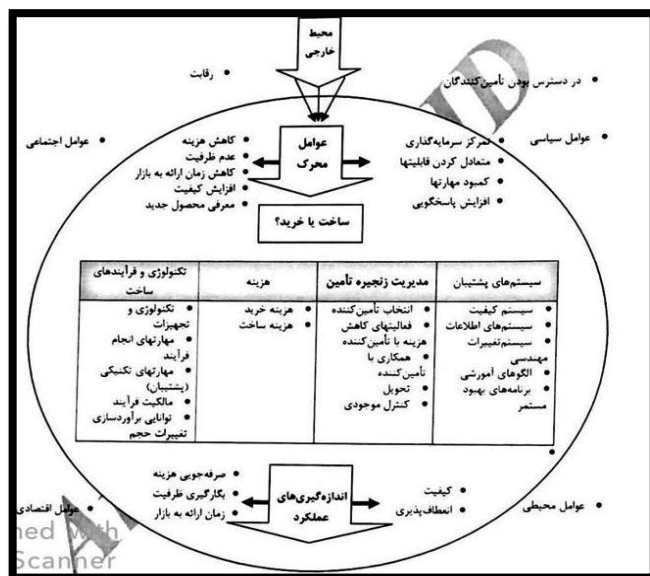 محیط
خارجی
• رقابت
• در دسترس بودن تأمین‌کنندگان
• عوامل سیاسی
• تمرکز سرمایه‌گذاری
• متعادل کردن قابلیتها
• کمبود مهارتها
• افزایش پاسخگویی
عوامل
محرک
• کاهش هزینه
• عدم ظرفیت
• کاهش زمان ارائه به بازار
• افزایش کیفیت
• معرفی محصول جدید
• عوامل اجتماعی
ساخت یا خرید؟
سیستم‌های پشتیبان
• سیستم کیفیت
• سیستم‌های اطلاعات
• سیستم‌تغییرات
مهندسی
• الگوهای آموزشی
• برنامه‌های بهبود
مستمر
مدیریت زنجیره تأمین
• انتخاب تأمین‌کننده
• فعالیتهای کاهش
هزینه با تأمین‌کننده
• همکاری با
تأمین‌کننده
• تحویل
• کنترل موجودی
هزینه
• هزینه خرید
• هزینه ساخت
تکنولوژی و فرآیندهای
ساخت
• تکنولوژی و
تجهیزات
• مهارتهای انجام
فرآیند
• مهارتهای تکنیکی
(پشتیبان)
• مالکیت فرآیند
• توانایی برآوردسازی
تغییرات حجم
• عوامل محیطی
• کیفیت
• انعطاف‌پذیری
اندازه‌گیری‌های
عملکرد
• صرفه‌جویی هزینه
• بکارگیری ظرفیت
• زمان ارائه به بازار
• عوامل اقتصادی
ned with
Scanner